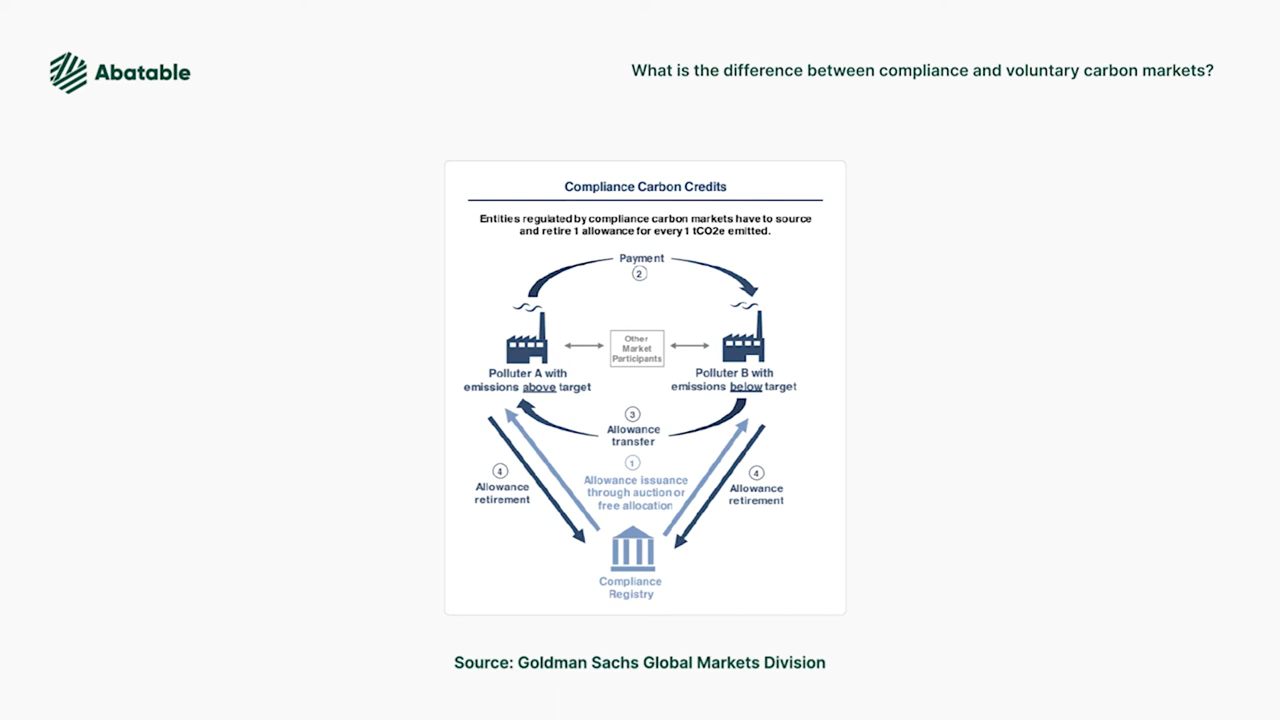 Abatable
What is the difference between compliance and voluntary carbon markets?
Compliance Carbon Credits
Entities regulated by compliance carbon markets have to source
and retire 1 allowance for every 1 tCO2e emitted.
Payment
2
Other
Market
Participants
Polluter A with
emissions above target
Polluter B with
emissions below target
3
Allowance
transfer
1
Allowance issuance
through auction or
free allocation
4
Allowance
retirement
4
Allowance
retirement
Compliance
Registry
Source: Goldman Sachs Global Markets Division